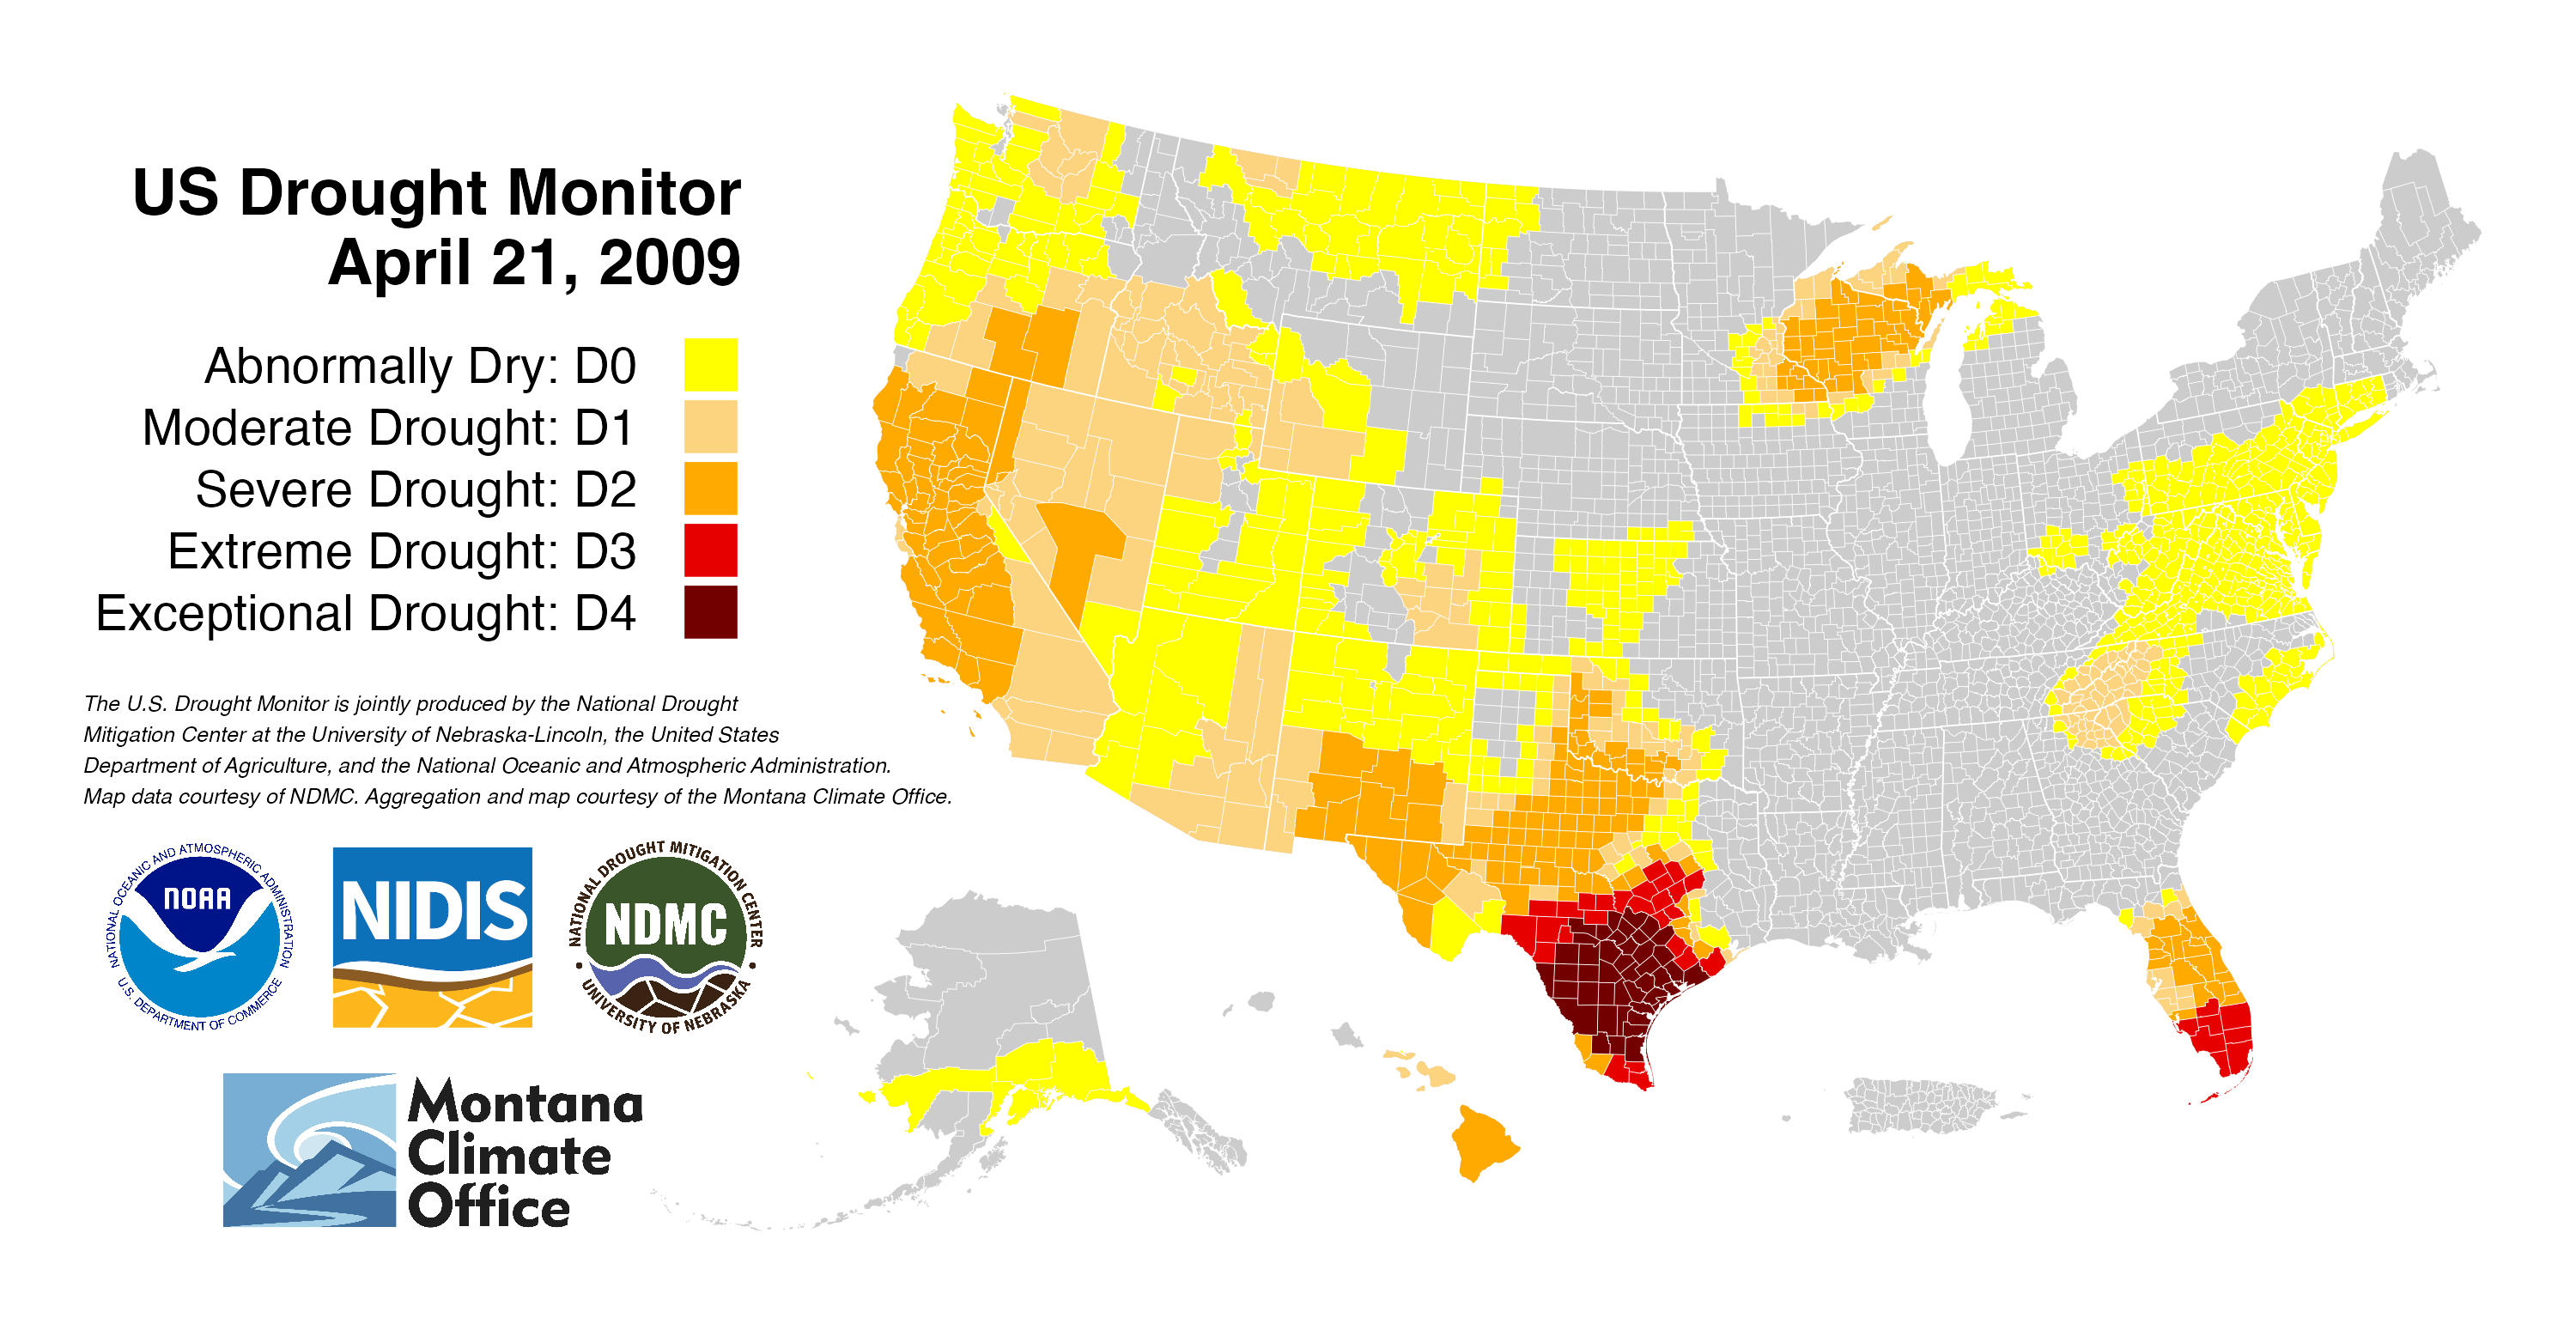 US Drought Monitor
April 21, 2009
Abnormally Dry: D0
Moderate Drought: D1
Severe Drought: D2
Extreme Drought: D3
Exceptional Drought: D4
The U.S. Drought Monitor is jointly produced by the National Drought
Mitigation Center at the University of Nebraska-Lincoln, the United States
Department of Agriculture, and the National Oceanic and Atmospheric Administration.
Map data courtesy of NDMC. Aggregation and map courtesy of the Montana Climate Office.
NATIONAL OCEANIC AND ATMOSPHERIC ADMINISTRATION
NOAA
U.S. DEPARTMENT OF COMMERCE
NIDIS
NATIONAL DROUGHT MITIGATION CENTER
NDMC
UNIVERSITY OF NEBRASKA
Montana
Climate
Office